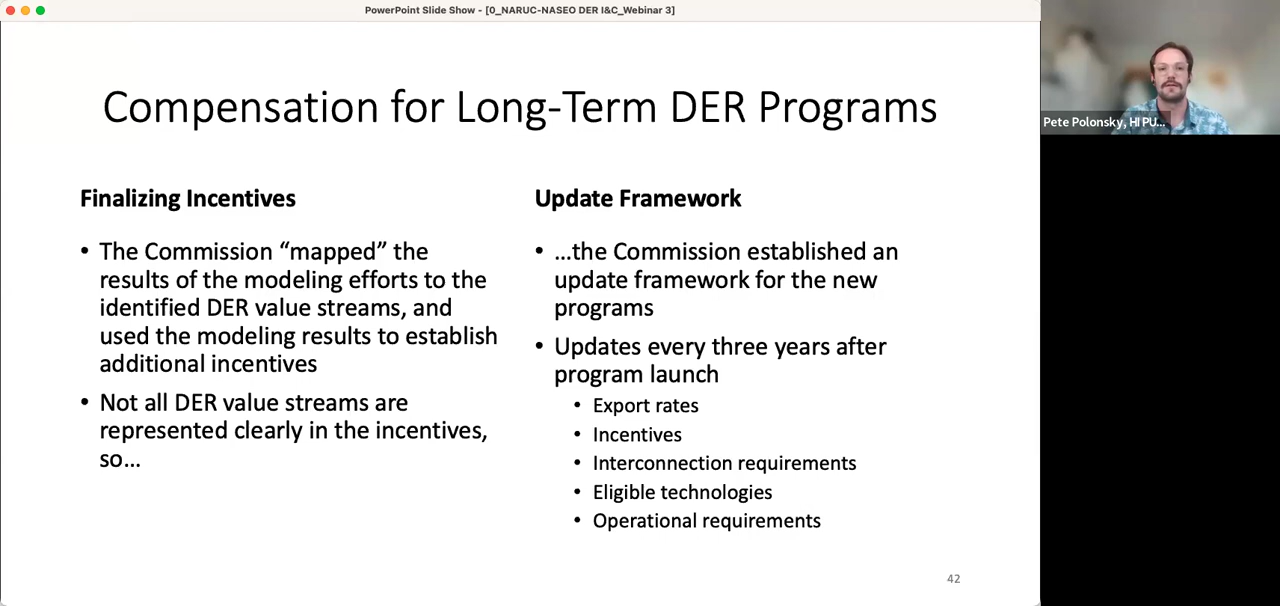 PowerPoint Slide Show - [0_NARUC-NASEO DER I&C_Webinar 3]
Compensation for Long-Term DER Programs
Finalizing Incentives
• The Commission “mapped” the
results of the modeling efforts to the
identified DER value streams, and
used the modeling results to establish
additional incentives
• Not all DER value streams are
represented clearly in the incentives,
so...
Update Framework
• ...the Commission established an
update framework for the new
programs
• Updates every three years after
program launch
• Export rates
• Incentives
• Interconnection requirements
• Eligible technologies
• Operational requirements
42
Pete Polonsky, HI PU...